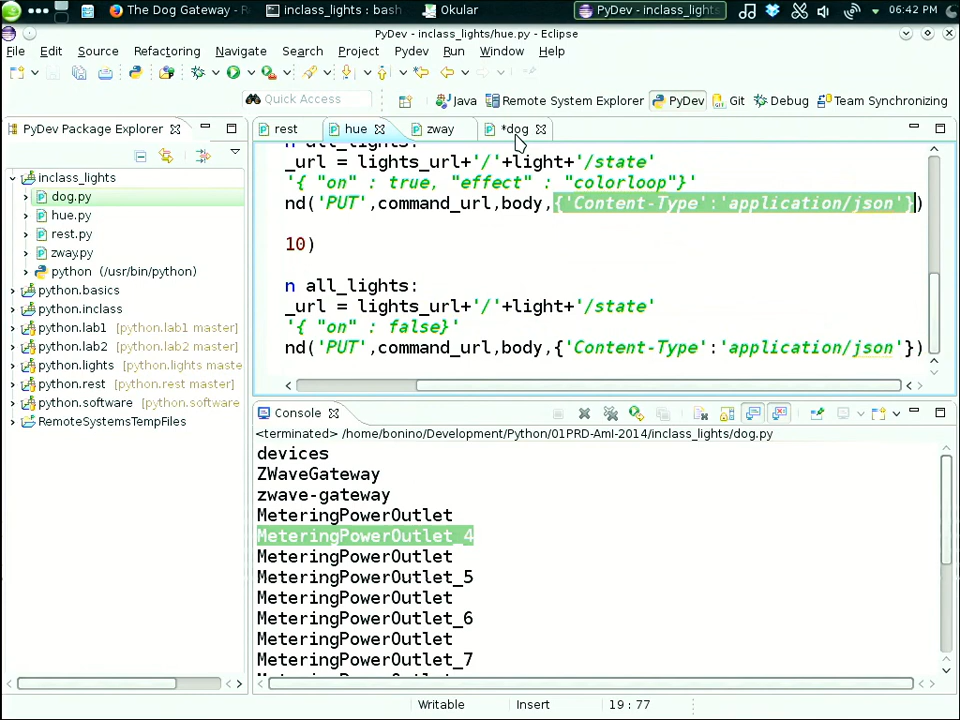 The Dog Gateway - R
inclass_lights : bash
Okular
PyDev - inclass_lights
06:42 PM
PyDev - inclass_lights/hue.py - Eclipse
File Edit Source Refactoring Navigate Search Project Pydev Run Window Help
Quick Access
Java
Remote System Explorer
PyDev
Git
Debug
Team Synchronizing
PyDev Package Explorer
inclass_lights
dog.py
hue.py
rest.py
zway.py
python (/usr/bin/python)
python.basics
python.inclass
python.lab1 [python.lab1 master]
python.lab2 [python.lab2 master]
python.lights [python.lights maste
python.rest [python.rest master]
python.software [python.software
RemoteSystemsTempFiles
rest
hue
zway
*dog
n all_lights:
_url = lights_url+'/'+light+'/state'
'{ "on" : true, "effect" : "colorloop"}'
nd('PUT',command_url,body,{'Content-Type':'application/json'})
10)
n all_lights:
_url = lights_url+'/'+light+'/state'
'{ "on" : false}'
nd('PUT',command_url,body,{'Content-Type':'application/json'})
Console
<terminated> /home/bonino/Development/Python/01PRD-AmI-2014/inclass_lights/dog.py
devices
ZWaveGateway
zwave-gateway
MeteringPowerOutlet
MeteringPowerOutlet_4
MeteringPowerOutlet
MeteringPowerOutlet_5
MeteringPowerOutlet
MeteringPowerOutlet_6
MeteringPowerOutlet
MeteringPowerOutlet_7
Writable
Insert
19 : 77